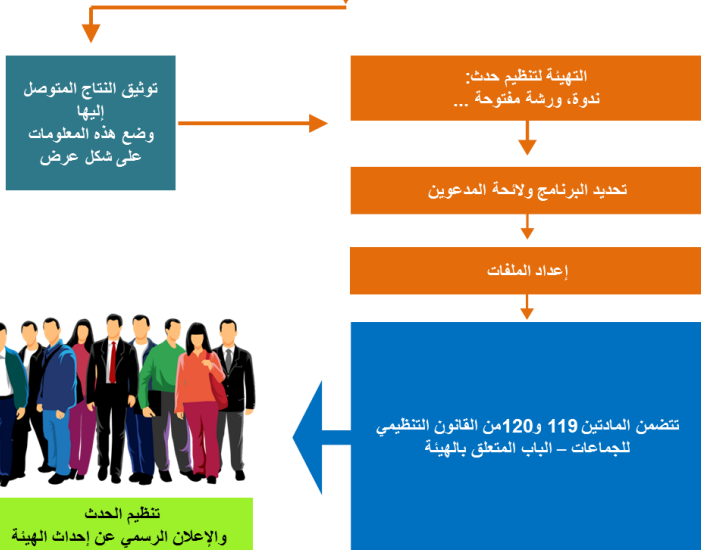 توثيق النتاج المتوصل
إليها
وضع هذه المعلومات
على شكل عرض
التهيئة لتنظيم حدث:
ندوة، ورشة مفتوحة ...
تحديد البرنامج ولائحة المدعوين
إعداد الملفات
تتضمن المادتين 119 و120من القانون التنظيمي
للجماعات – الباب المتعلق بالهيئة
تنظيم الحدث
والإعلان الرسمي عن إحداث الهيئة